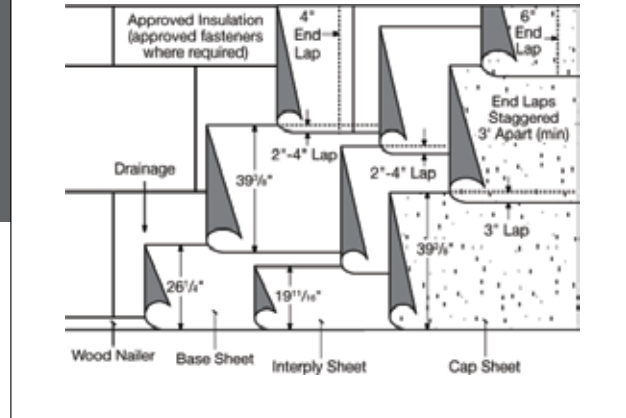 Approved Insulation
(approved fasteners
where required)
4"
End
Lap
6"
End
Lap
End Laps
Staggered
3' Apart (min)
2"-4" Lap
2"-4" Lap
Drainage
39³/₈"
3" Lap
39³/₈"
26¹/₄"
19¹¹/₁₆"
Wood Nailer
Base Sheet
Interply Sheet
Cap Sheet